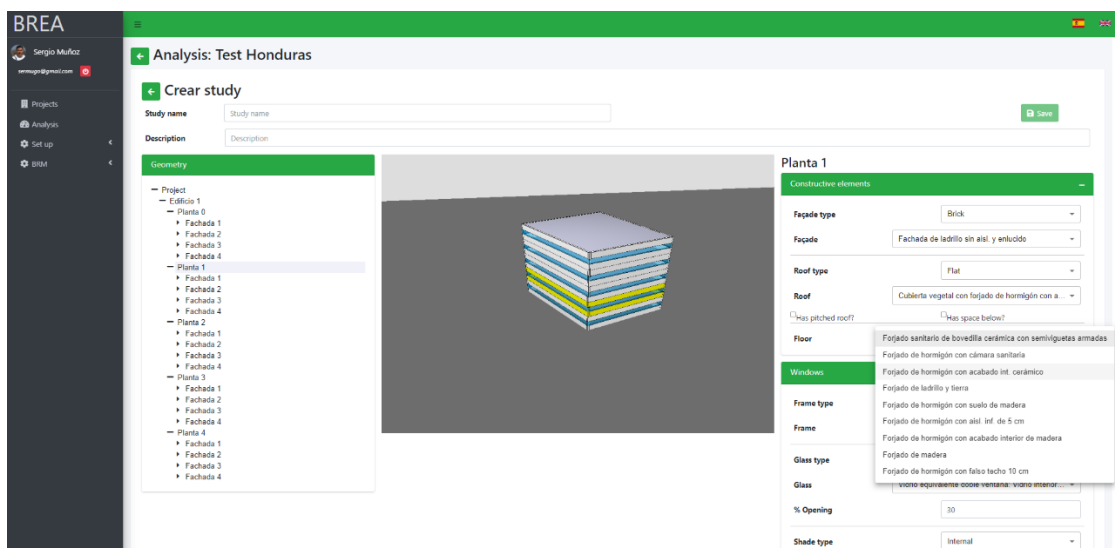 BREA
Sergio Muñoz
sermugo@gmail.com
Projects
Analysis
Set up
BRM
Analysis: Test Honduras
Crear study
Study name
Study name
Save
Description
Description
Geometry
Project
Edificio 1
Planta 0
Fachada 1
Fachada 2
Fachada 3
Fachada 4
Planta 1
Fachada 1
Fachada 2
Fachada 3
Fachada 4
Planta 2
Fachada 1
Fachada 2
Fachada 3
Fachada 4
Planta 3
Fachada 1
Fachada 2
Fachada 3
Fachada 4
Planta 4
Fachada 1
Fachada 2
Fachada 3
Fachada 4
Planta 1
Constructive elements
Façade type Brick
Façade Fachada de ladrillo sin aisl. y enlucido
Roof type Flat
Roof Cubierta vegetal con forjado de hormigón con a...
Has pitched roof? Has space below?
Floor
Forjado sanitario de bovedilla cerámica con semiviguetas armadas
Forjado de hormigón con cámara sanitaria
Forjado de hormigón con acabado int. cerámico
Forjado de ladrillo y tierra
Forjado de hormigón con suelo de madera
Forjado de hormigón con aisl. inf. de 5 cm
Forjado de hormigón con acabado interior de madera
Forjado de madera
Forjado de hormigón con falso techo 10 cm
Windows
Frame type
Frame
Glass type
Glass Vidrio equivalente doble ventana: Vidrio interior ...
% Opening 30
Shade type Internal